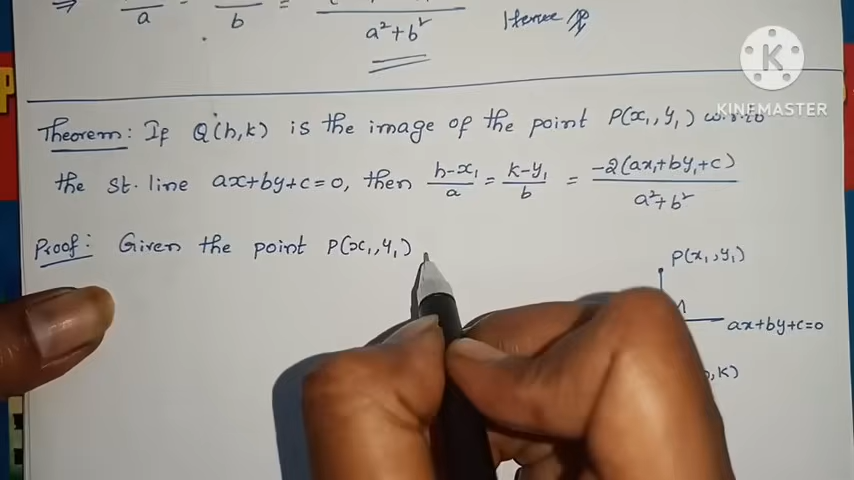 ⇒ a b = a²+b² Hence
K
KINEMASTER
Theorem: If Q(h,k) is the image of the point P(x₁,y₁) w.r.to
the st. line ax+by+c=0, then (h-x₁)/a = (k-y₁)/b = -2(ax₁+by₁+c)/(a²+b²)
Proof: Given the point P(x₁,y₁)
P(x₁,y₁)
ax+by+c=0
,k)